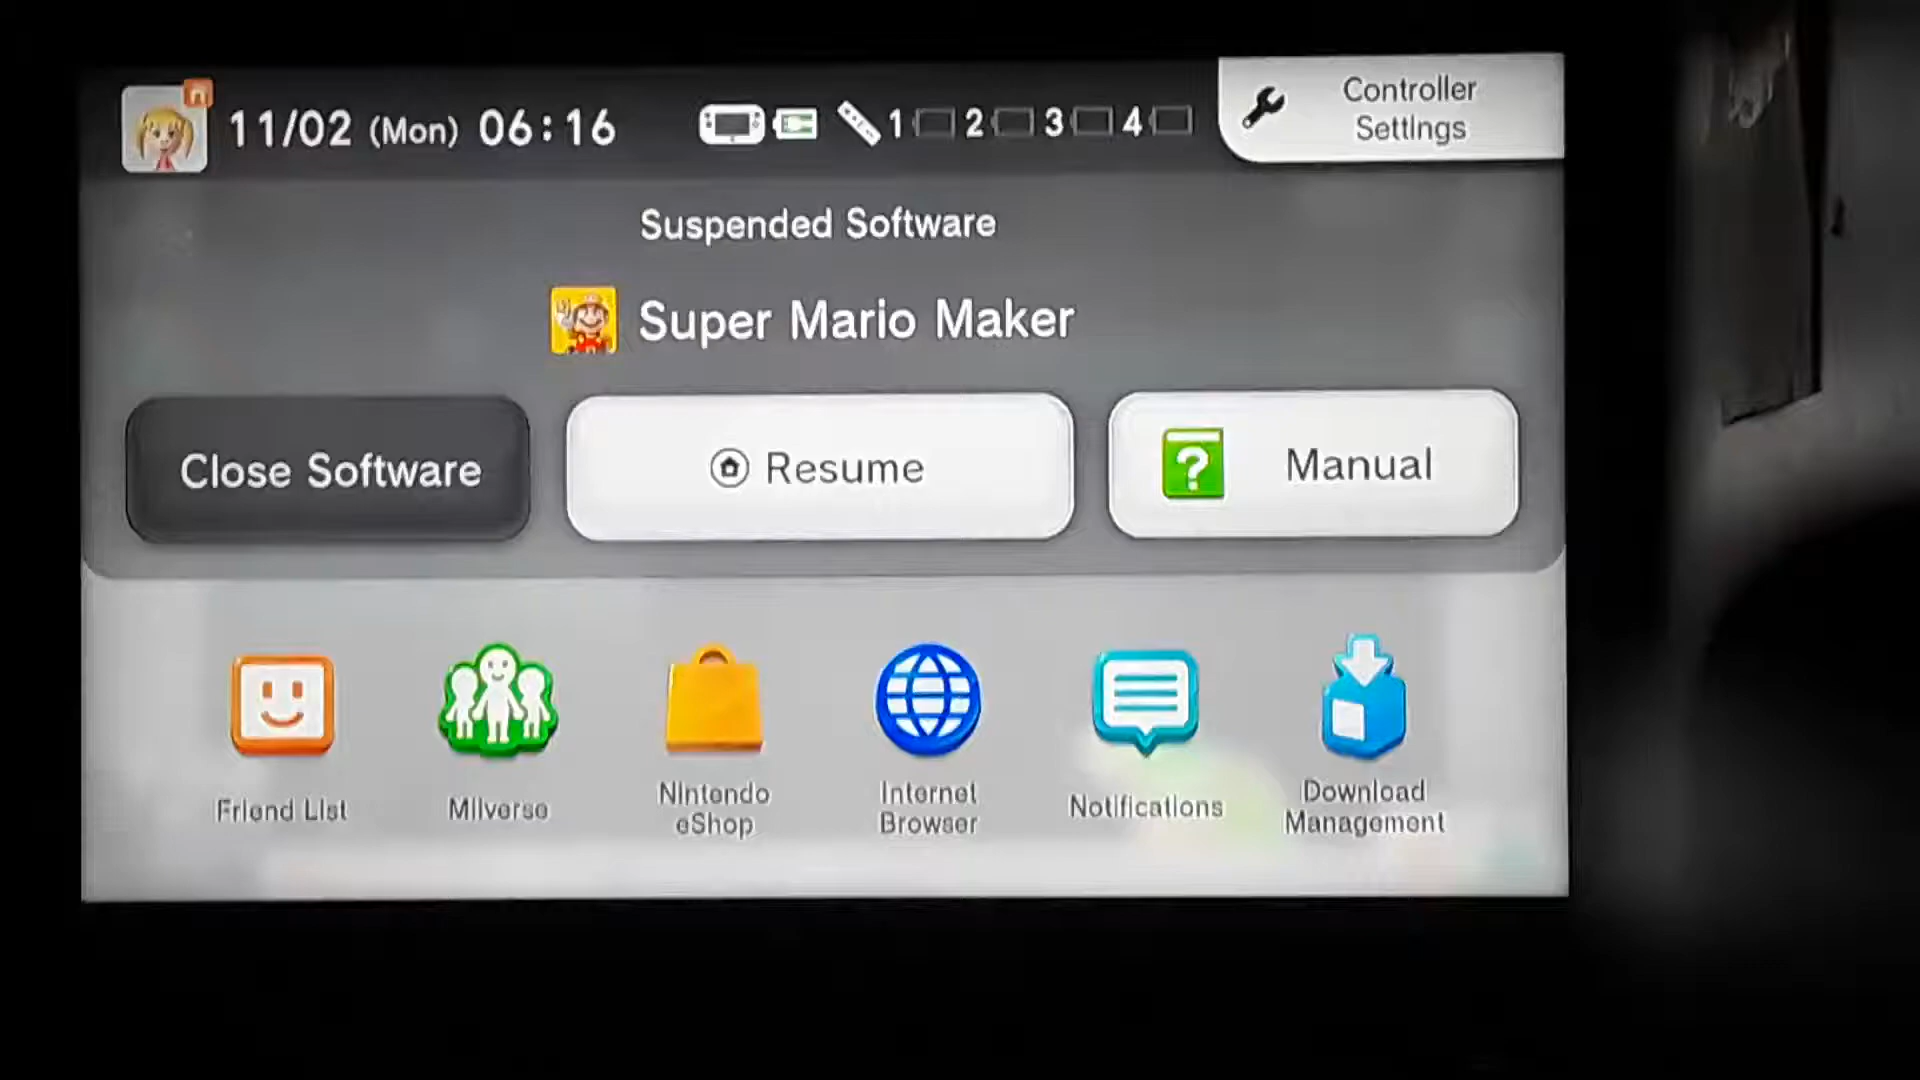 11/02 (Mon) 06:16
1 2 3 4
Controller
Settings
Suspended Software
Super Mario Maker
Close Software
Resume
? Manual
Friend List
Miiverse
Nintendo
eShop
Internet
Browser
Notifications
Download
Management